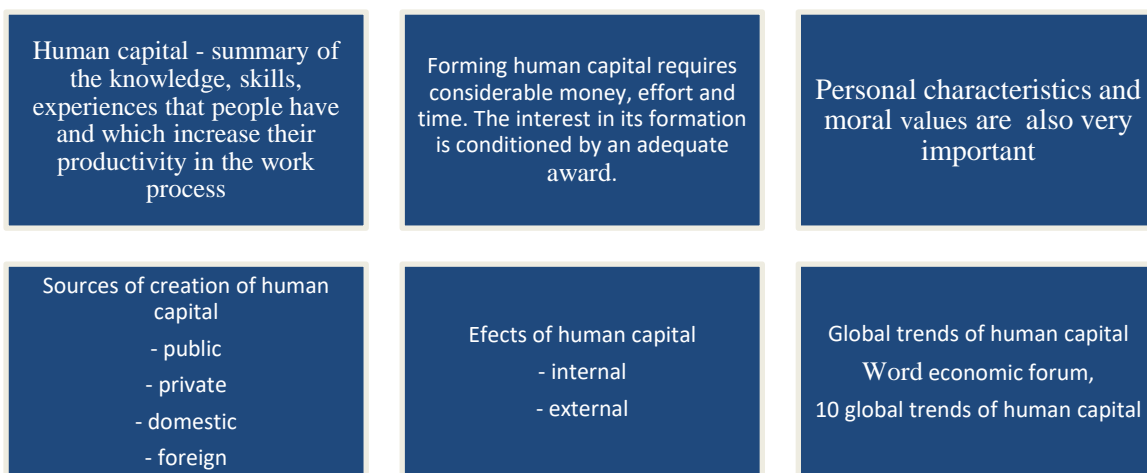 Human capital - summary of
the knowledge, skills,
experiences that people have
and which increase their
productivity in the work
process
Forming human capital requires
considerable money, effort and
time. The interest in its formation
is conditioned by an adequate
award.
Personal characteristics and
moral values are also very
important
Sources of creation of human
capital
- public
- private
- domestic
- foreign
Efects of human capital
- internal
- external
Global trends of human capital
Word economic forum,
10 global trends of human capital